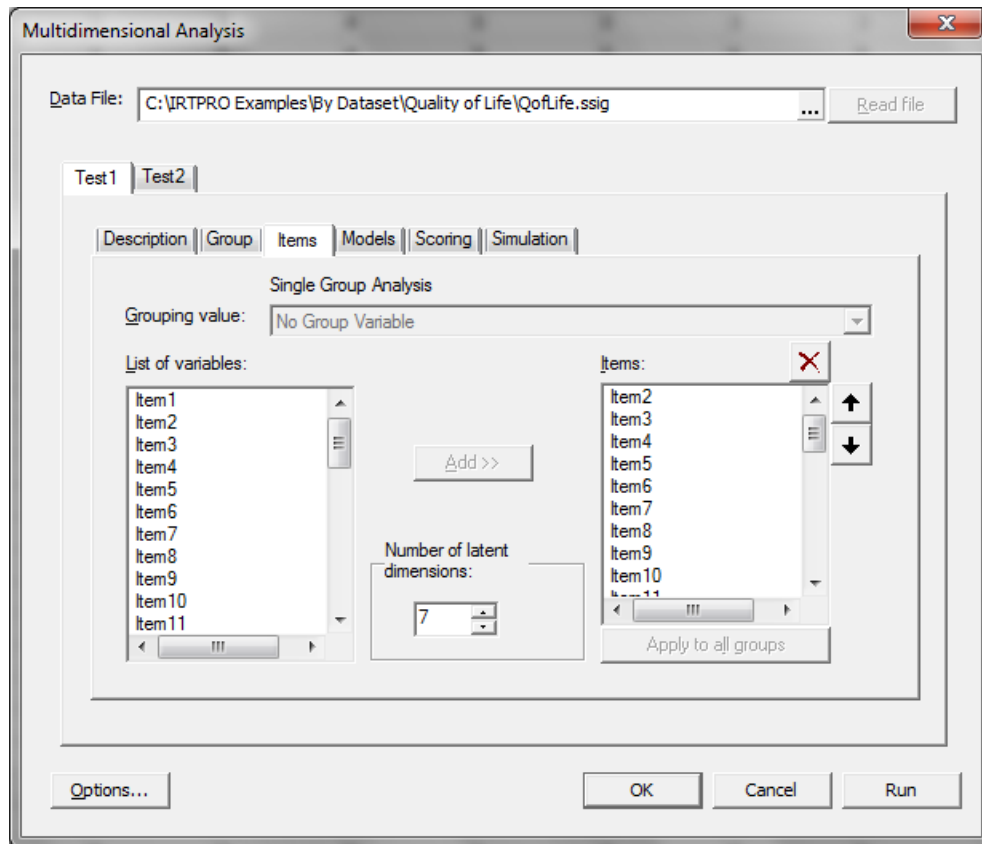 Multidimensional Analysis
Data File: C:\IRTPRO Examples\By Dataset\Quality of Life\QofLife.ssig ... Read file
Test1 Test2
Description Group Items Models Scoring Simulation
Single Group Analysis
Grouping value: No Group Variable
List of variables:
Item1
Item2
Item3
Item4
Item5
Item6
Item7
Item8
Item9
Item10
Item11
Add >>
Number of latent
dimensions:
7
Items:
Item2
Item3
Item4
Item5
Item6
Item7
Item8
Item9
Item10
Item11
Apply to all groups
Options... OK Cancel Run